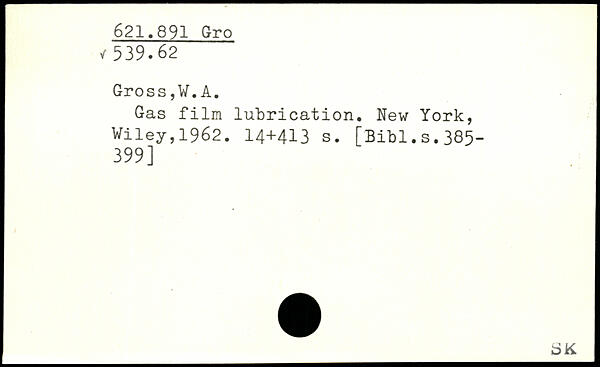 621.891 Gro
√ 539.62
Gross,W.A.
Gas film lubrication. New York,
Wiley,1962. 14+413 s. [Bibl.s.385-
399]
SK